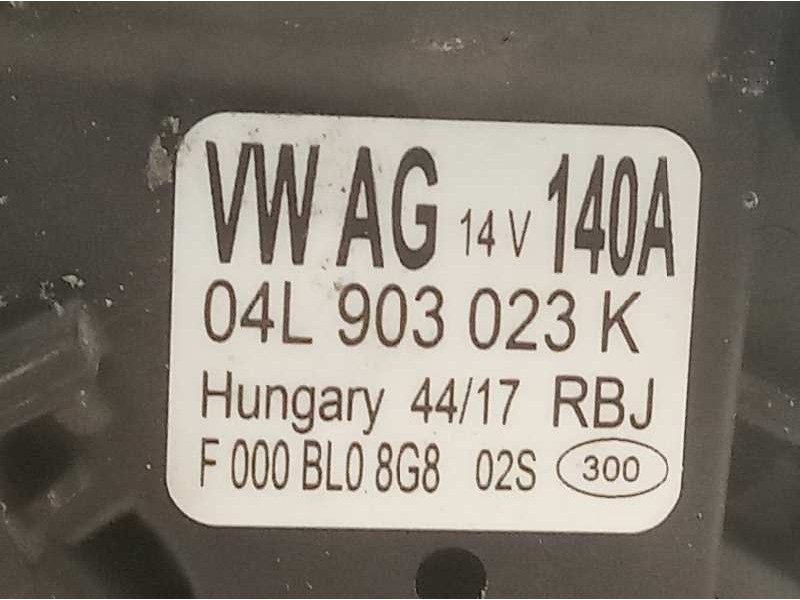 VW AG 14 V 140A
04L 903 023 K
Hungary 44/17 RBJ
F 000 BL0 8G8 02S 300